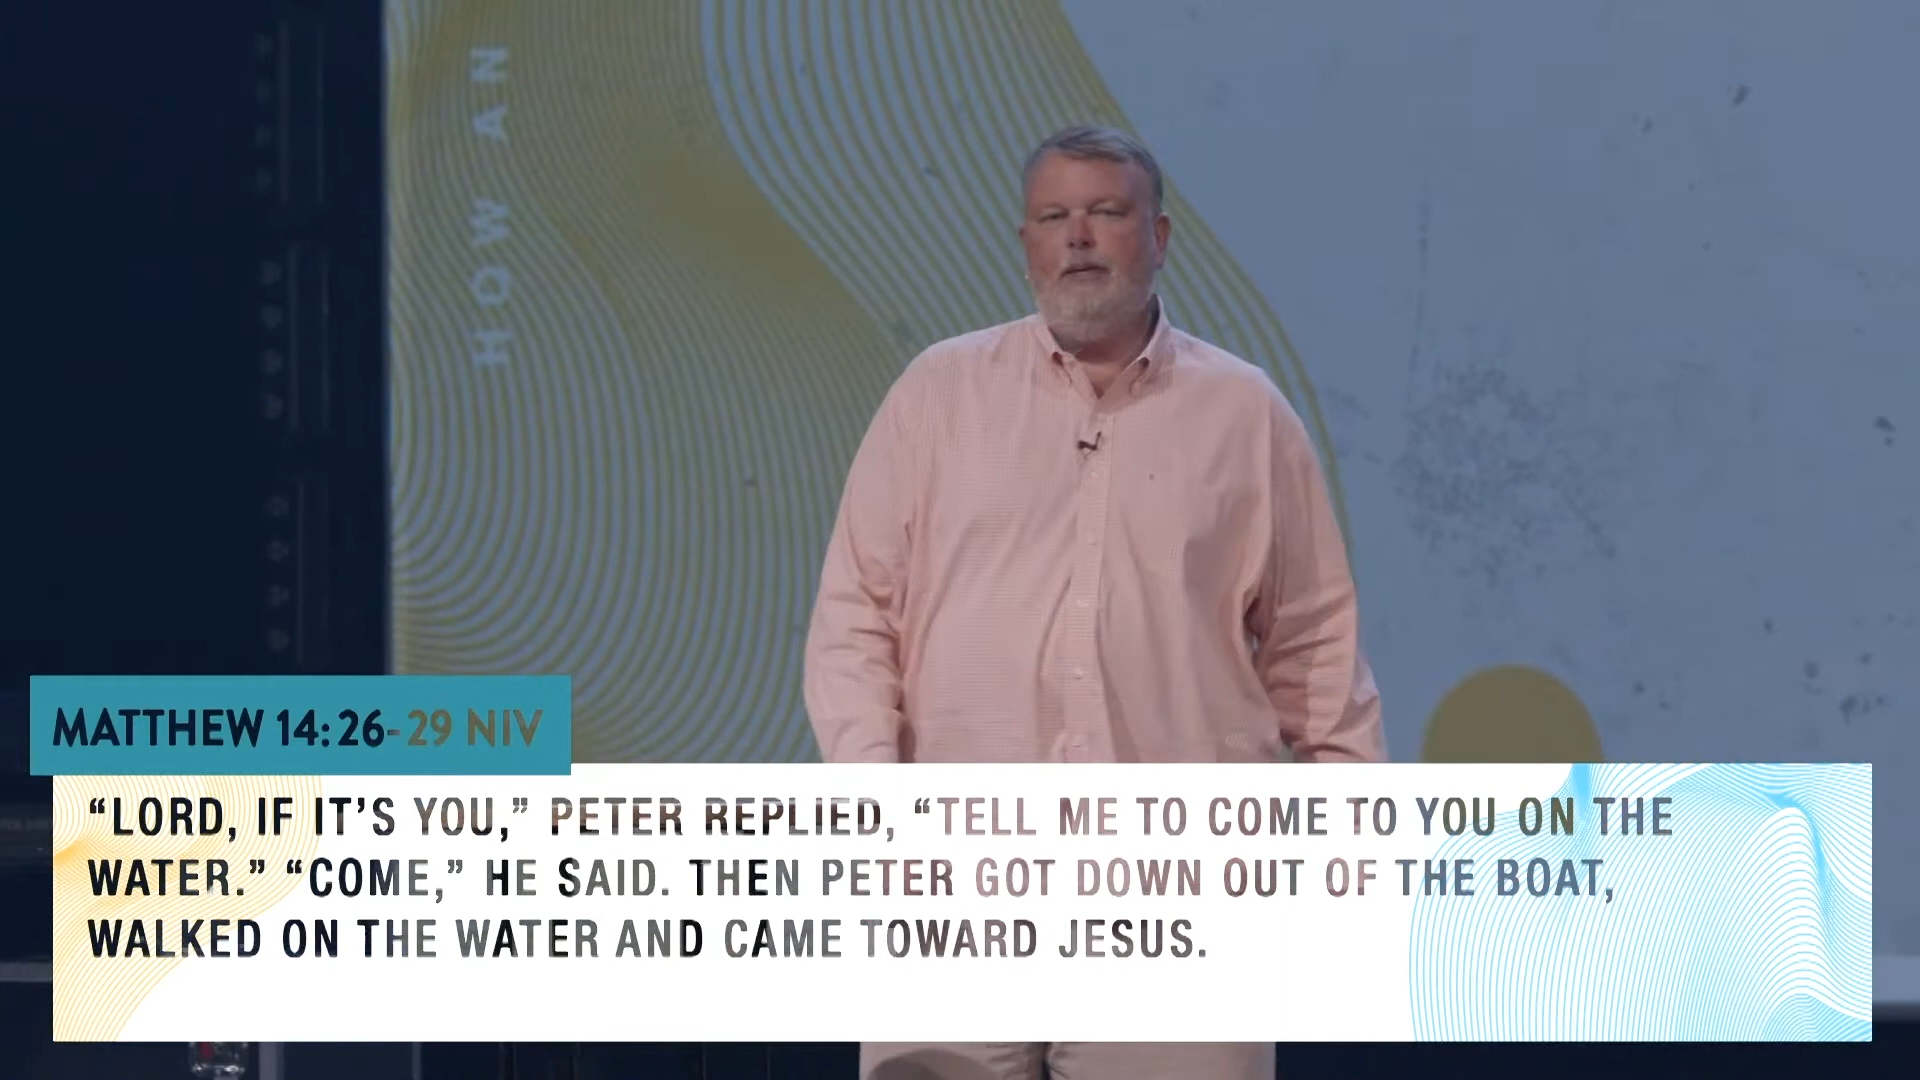 HOW AN
MATTHEW 14:26-29 NIV
“LORD, IF IT’S YOU,” PETER REPLIED, “TELL ME TO COME TO YOU ON THE
WATER.” “COME,” HE SAID. THEN PETER GOT DOWN OUT OF THE BOAT,
WALKED ON THE WATER AND CAME TOWARD JESUS.